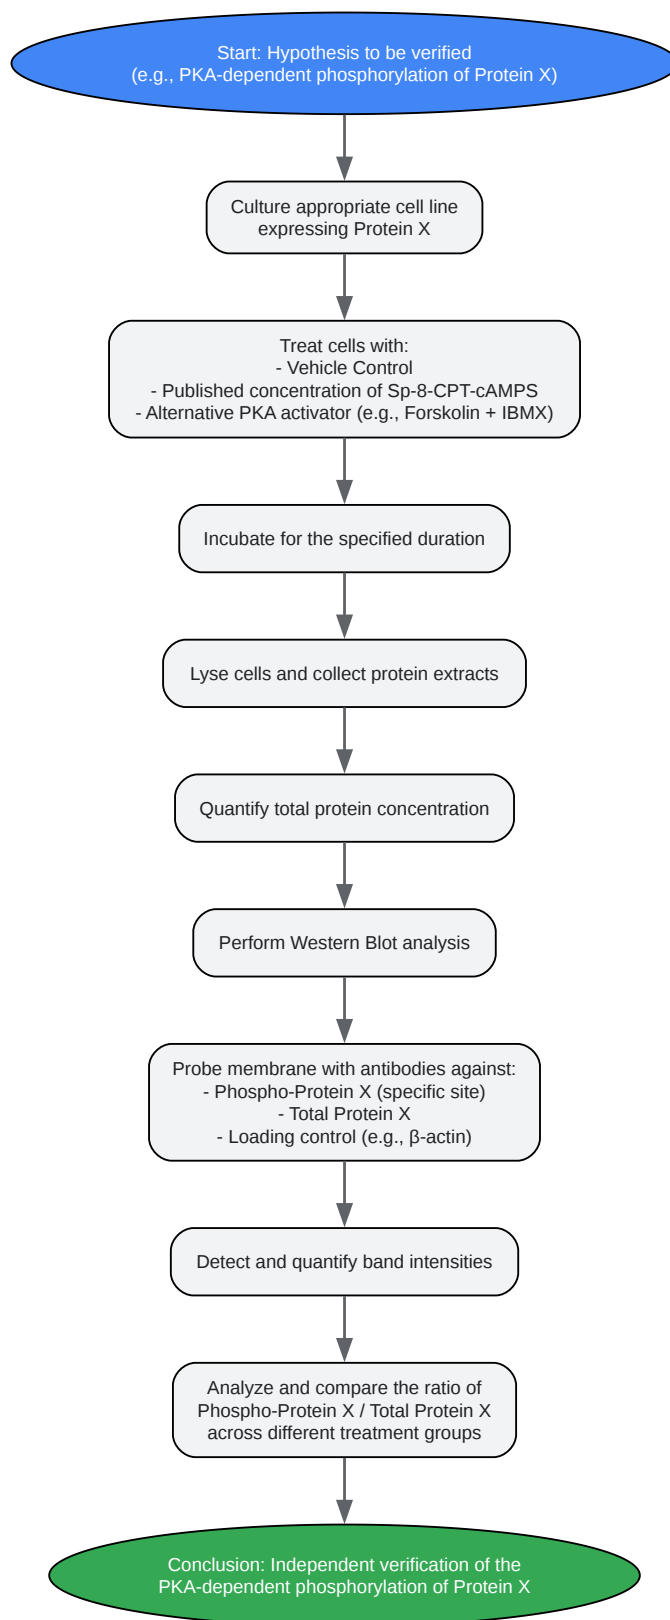 Start: Hypothesis to be verified
(e.g., PKA-dependent phosphorylation of Protein X)
Culture appropriate cell line
expressing Protein X
Treat cells with:
- Vehicle Control
- Published concentration of Sp-8-CPT-cAMPS
- Alternative PKA activator (e.g., Forskolin + IBMX)
Incubate for the specified duration
Lyse cells and collect protein extracts
Quantify total protein concentration
Perform Western Blot analysis
Probe membrane with antibodies against:
- Phospho-Protein X (specific site)
- Total Protein X
- Loading control (e.g., β-actin)
Detect and quantify band intensities
Analyze and compare the ratio of
Phospho-Protein X / Total Protein X
across different treatment groups
Conclusion: Independent verification of the
PKA-dependent phosphorylation of Protein X